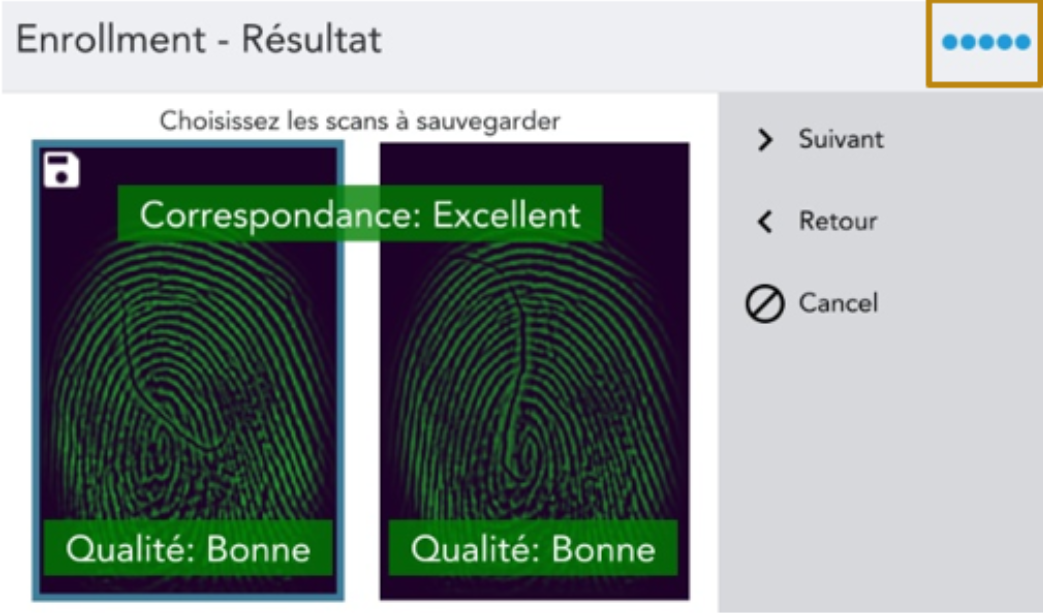 Enrollment - Résultat
Choisissez les scans à sauvegarder
Correspondance: Excellent
Qualité: Bonne
Qualité: Bonne
Suivant
Retour
Cancel